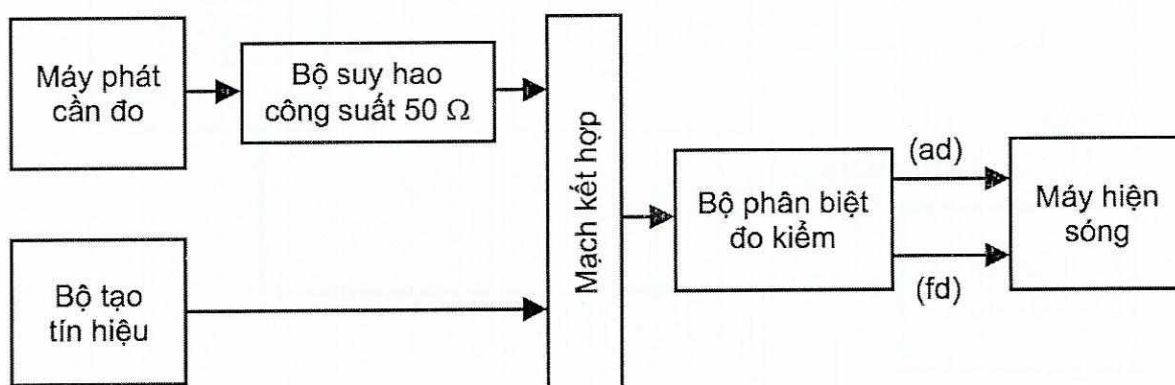 Máy phát
cần đo
Bộ suy hao
công suất 50 Ω
Mạch kết hợp
Bộ phân biệt
đo kiểm
(ad)
(fd)
Máy hiện
sóng
Bộ tạo
tín hiệu